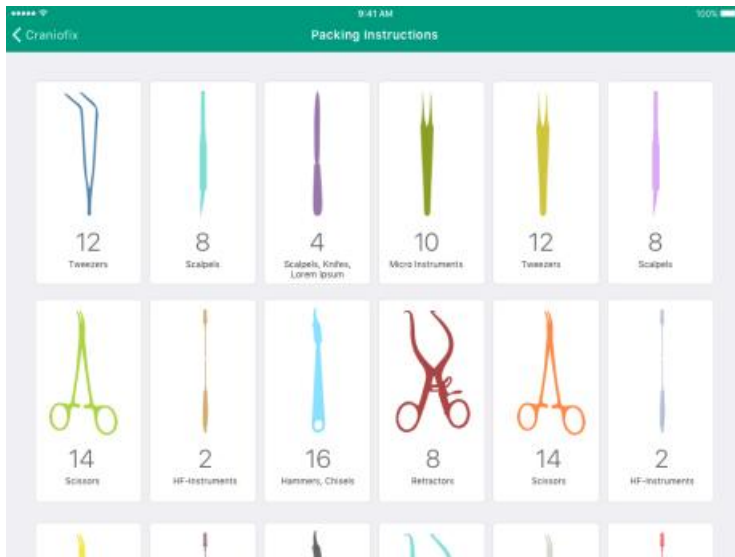 9:41 AM
100%
Craniofix
Packing Instructions
12
Tweezers
8
Scalpels
4
Scalpels, Knifes,
Lorem Ipsum
10
Micro Instruments
12
Tweezers
8
Scalpels
14
Scissors
2
HF-Instruments
16
Hammers, Chisels
8
Retractors
14
Scissors
2
HF-Instruments